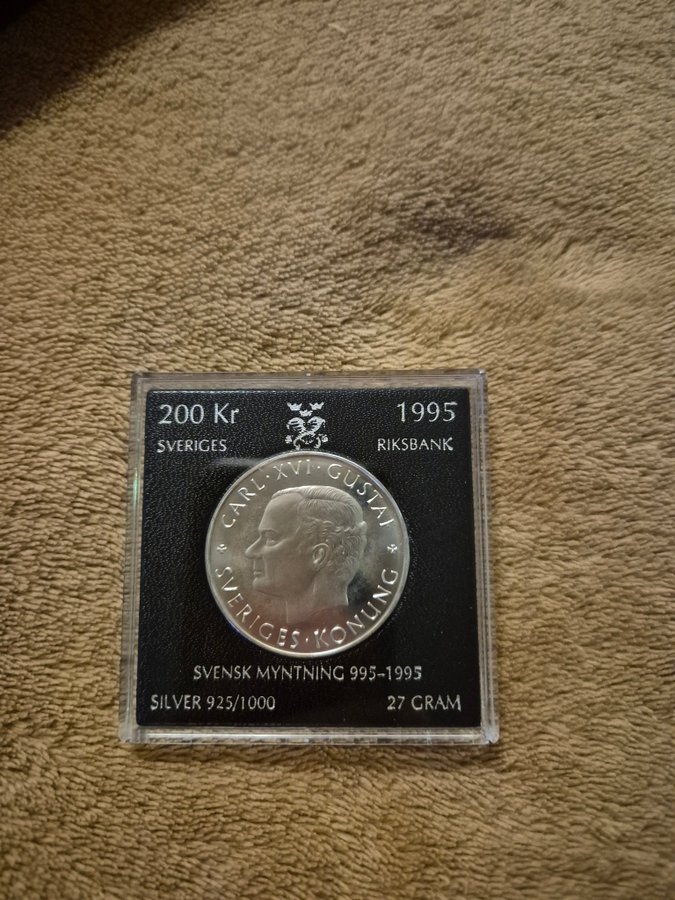 200 Kr
1995
SVERIGES
RIKSBANK
CARL·XVI·GUSTAF
SVERIGES·KONUNG
SVENSK MYNTNING 995-1995
SILVER 925/1000
27 GRAM